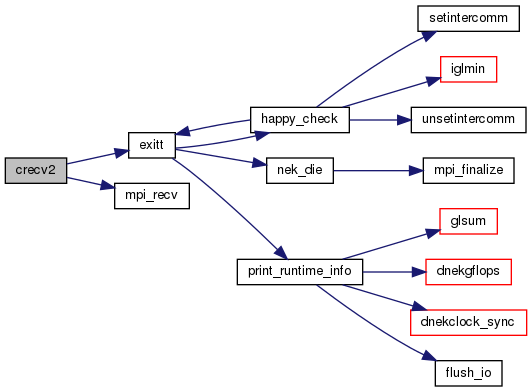 crecv2
exitt
mpi_recv
happy_check
nek_die
print_runtime_info
setintercomm
iglmin
unsetintercomm
mpi_finalize
glsum
dnekgflops
dnekclock_sync
flush_io